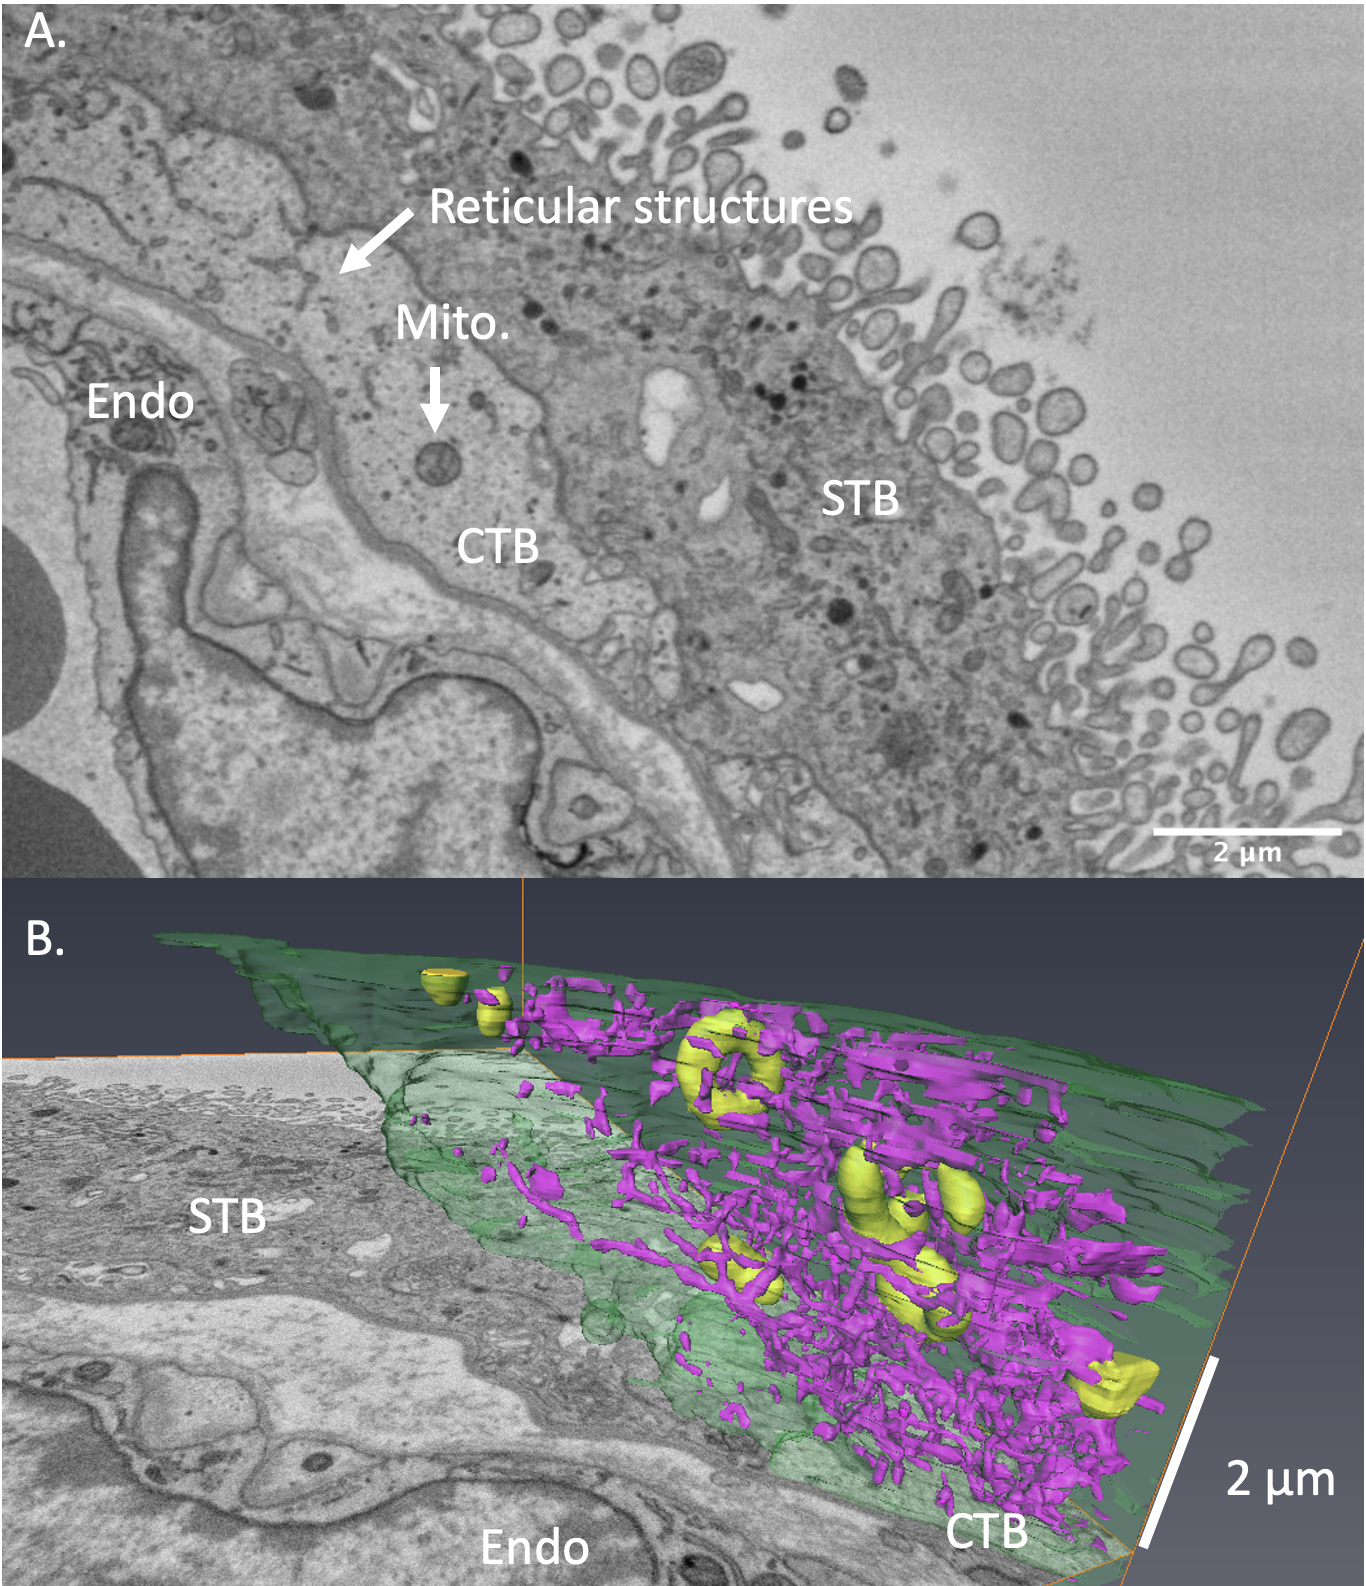 A.
Reticular structures
Mito.
Endo
STB
CTB
2 µm
B.
STB
2 µm
CTB
Endo